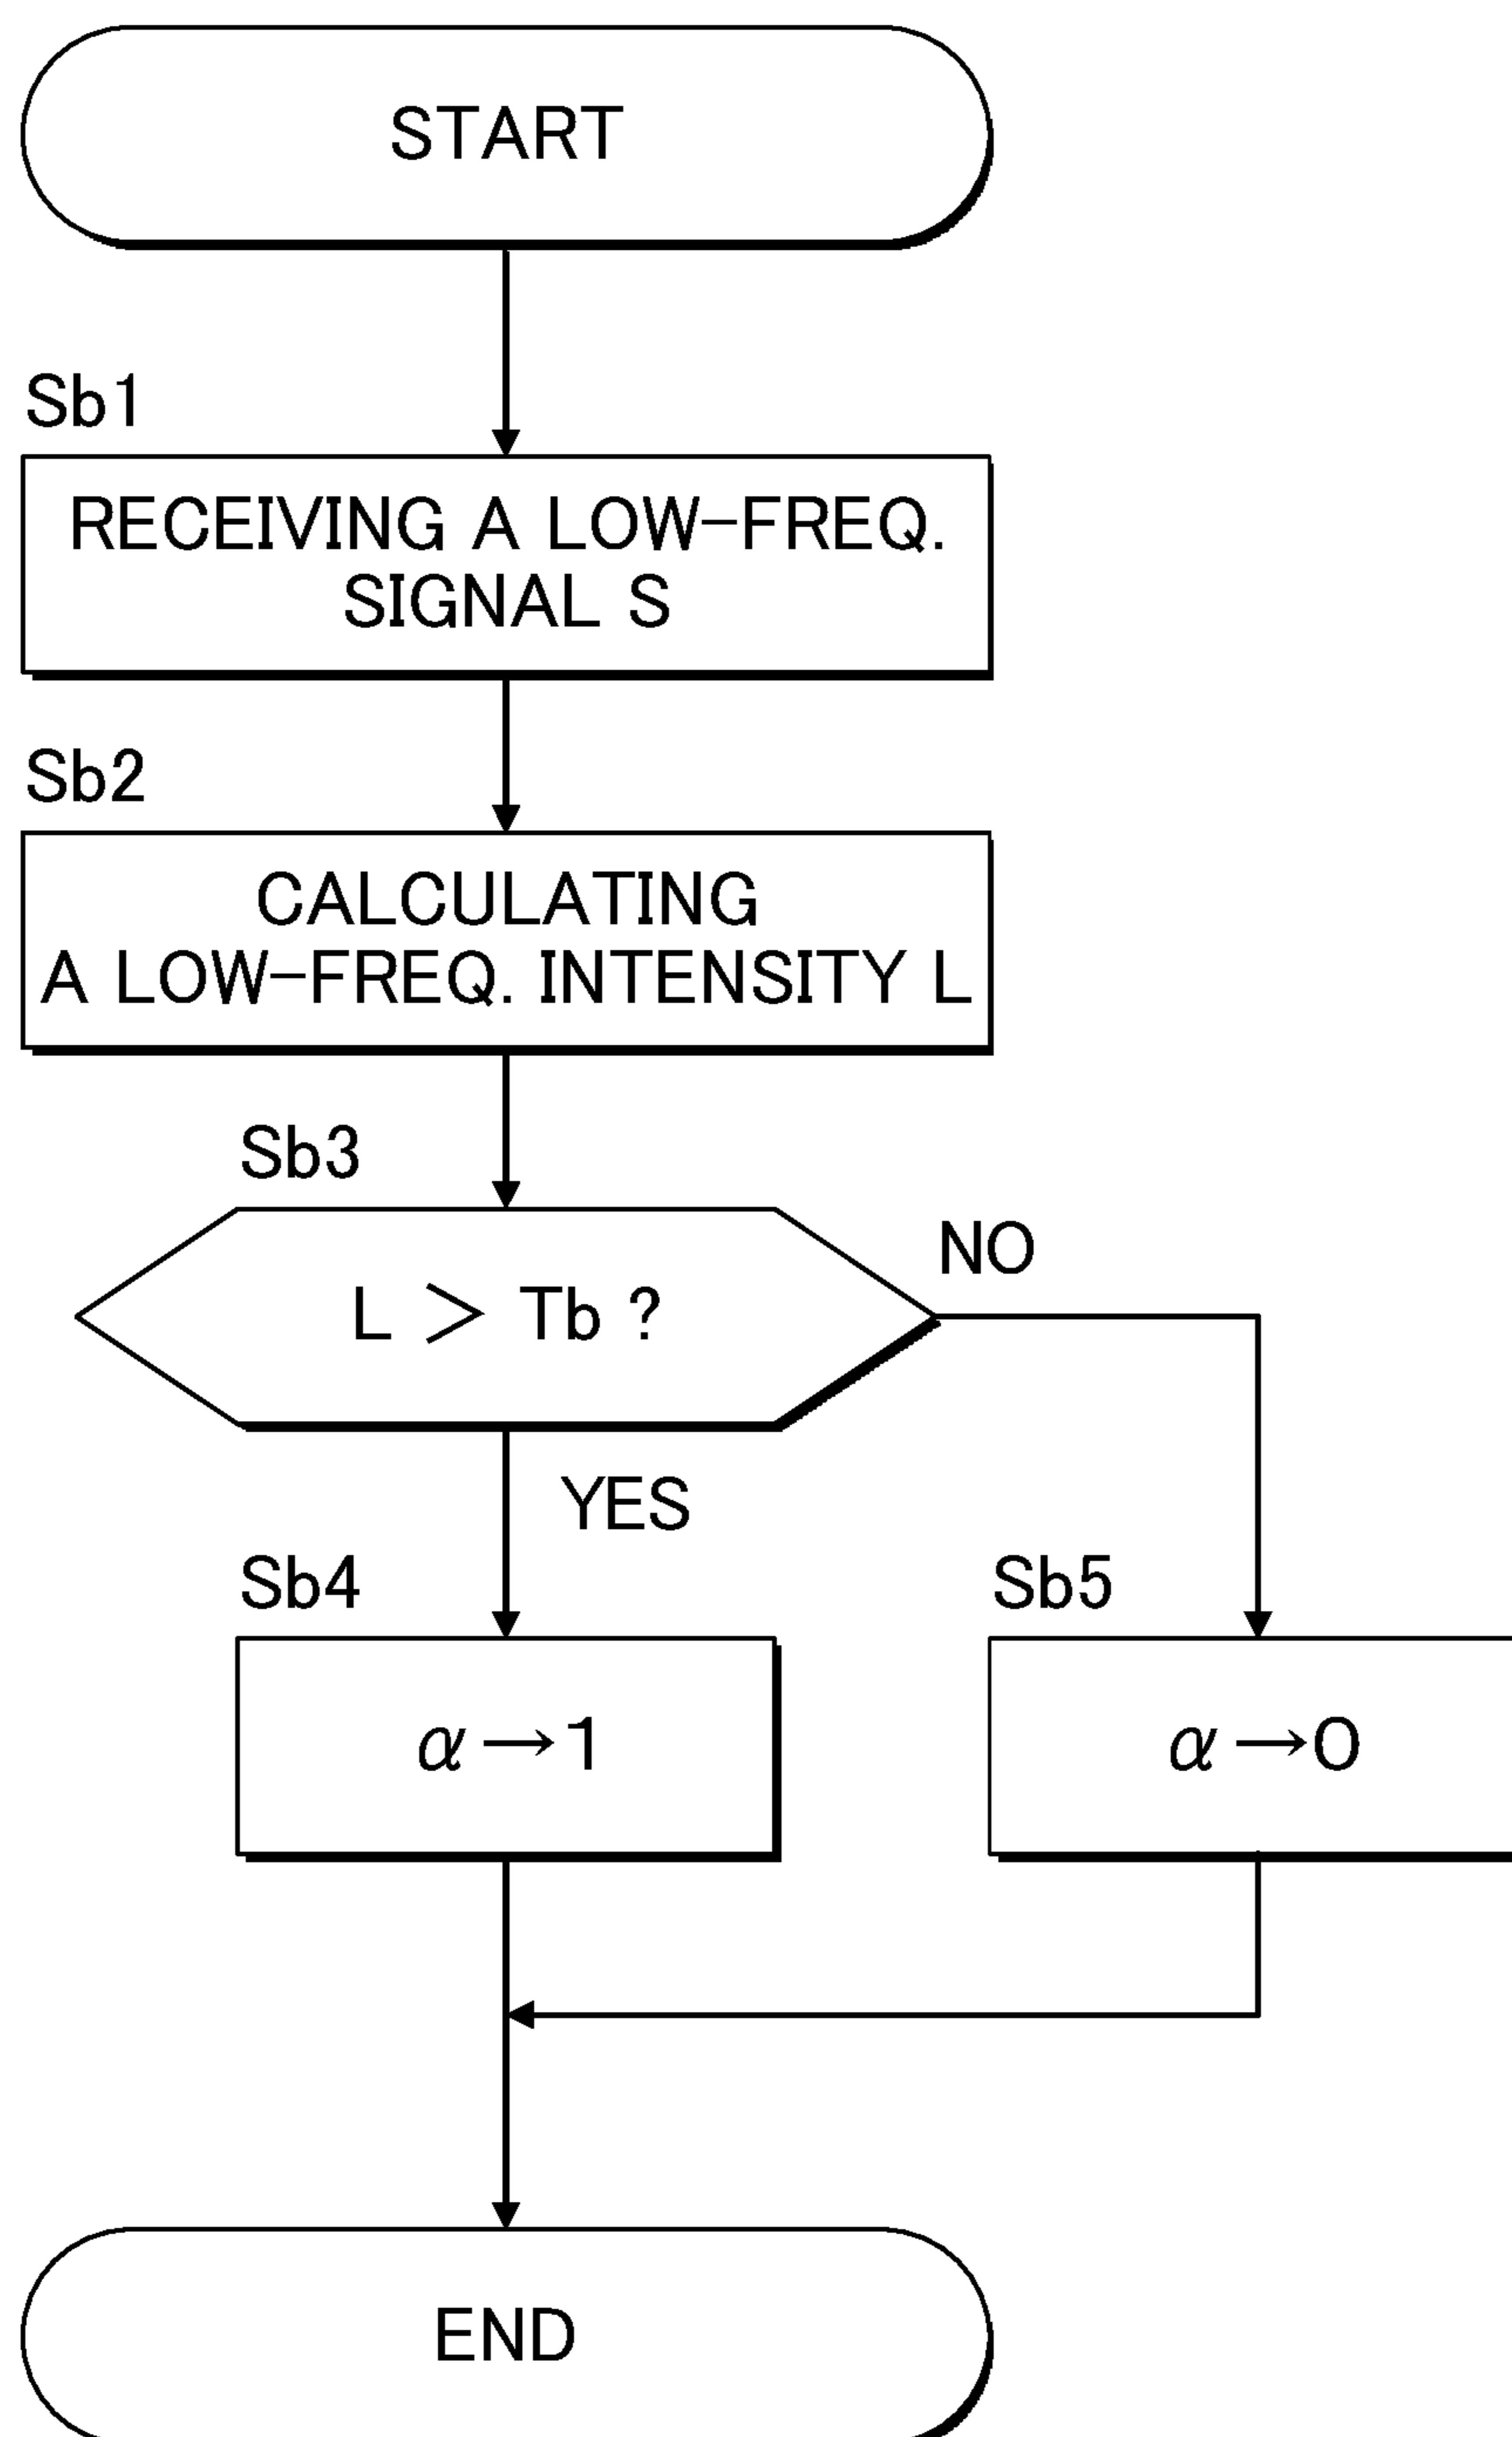 START
Sb1
RECEIVING A LOW-FREQ.
SIGNAL S
Sb2
CALCULATING
A LOW-FREQ. INTENSITY L
Sb3
L > Tb ?
NO
YES
Sb4
α→1
Sb5
α→0
END